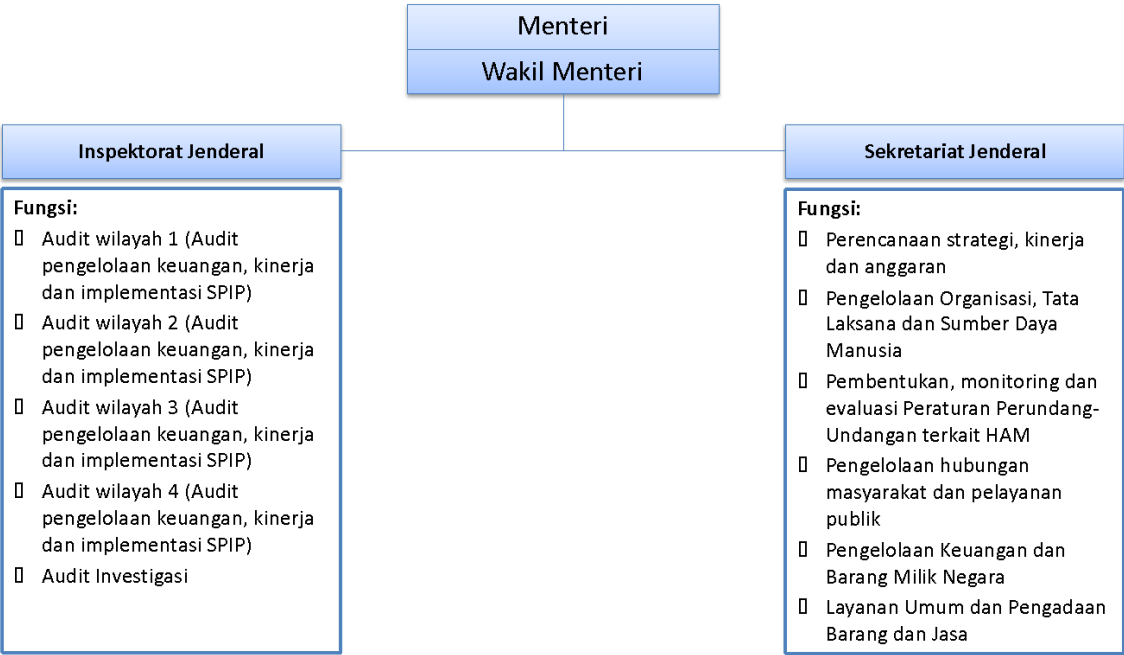 Menteri
Wakil Menteri
Inspektorat Jenderal
Fungsi:
Audit wilayah 1 (Audit
pengelolaan keuangan, kinerja
dan implementasi SPIP)
Audit wilayah 2 (Audit
pengelolaan keuangan, kinerja
dan implementasi SPIP)
Audit wilayah 3 (Audit
pengelolaan keuangan, kinerja
dan implementasi SPIP)
Audit wilayah 4 (Audit
pengelolaan keuangan, kinerja
dan implementasi SPIP)
Audit Investigasi
Sekretariat Jenderal
Fungsi:
Perencanaan strategi, kinerja
dan anggaran
Pengelolaan Organisasi, Tata
Laksana dan Sumber Daya
Manusia
Pembentukan, monitoring dan
evaluasi Peraturan Perundang-
Undangan terkait HAM
Pengelolaan hubungan
masyarakat dan pelayanan
publik
Pengelolaan Keuangan dan
Barang Milik Negara
Layanan Umum dan Pengadaan
Barang dan Jasa